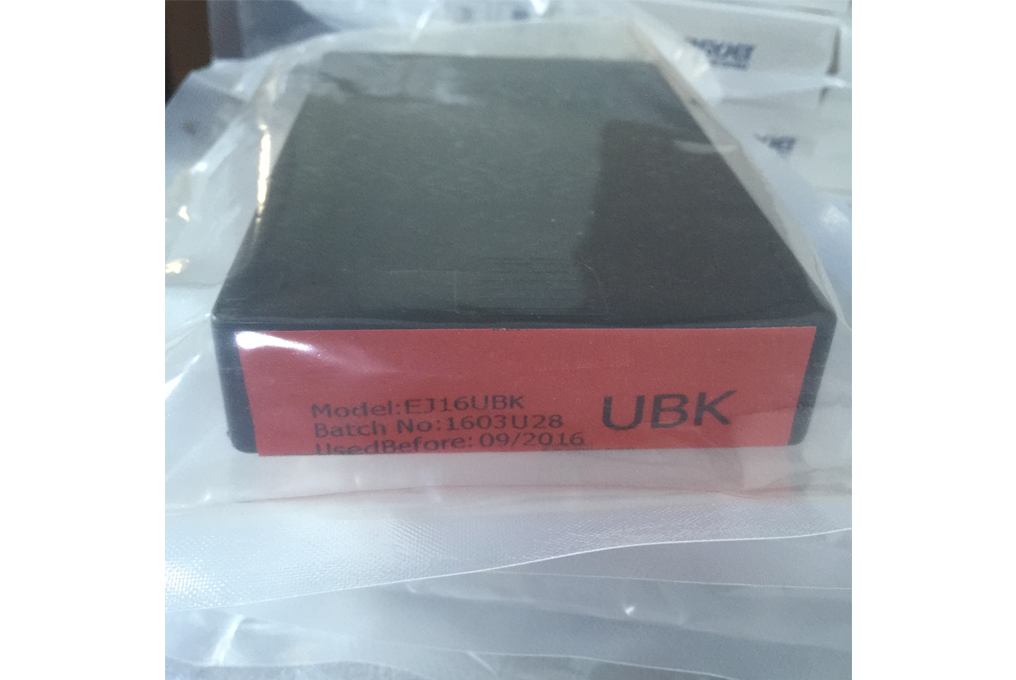 Model:EJ16UBK
Batch No:1603U28
UsedBefore: 09/2016
UBK